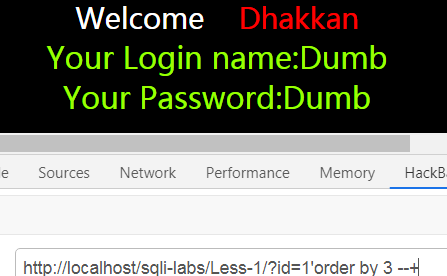 Welcome Dhakkan
Your Login name:Dumb
Your Password:Dumb
Sources Network Performance Memory
http://localhost/sqli-labs/Less-1/?id=1'order by 3 --+